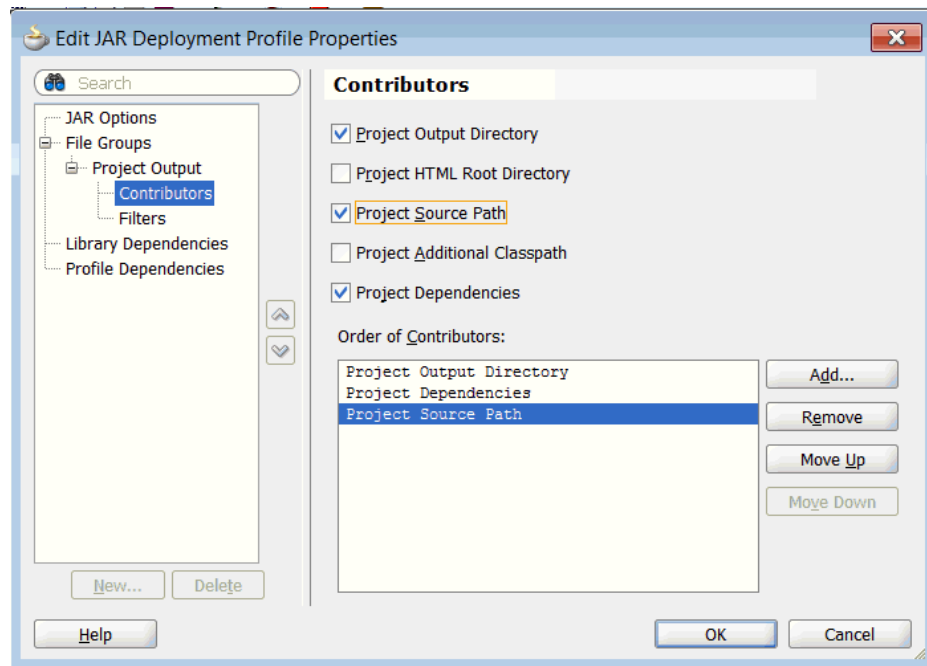 Edit JAR Deployment Profile Properties
Search
JAR Options
File Groups
Project Output
Contributors
Filters
Library Dependencies
Profile Dependencies
New...
Delete
Contributors
Project Output Directory
Project HTML Root Directory
Project Source Path
Project Additional Classpath
Project Dependencies
Order of Contributors:
Project Output Directory
Project Dependencies
Project Source Path
Add...
Remove
Move Up
Move Down
Help
OK
Cancel